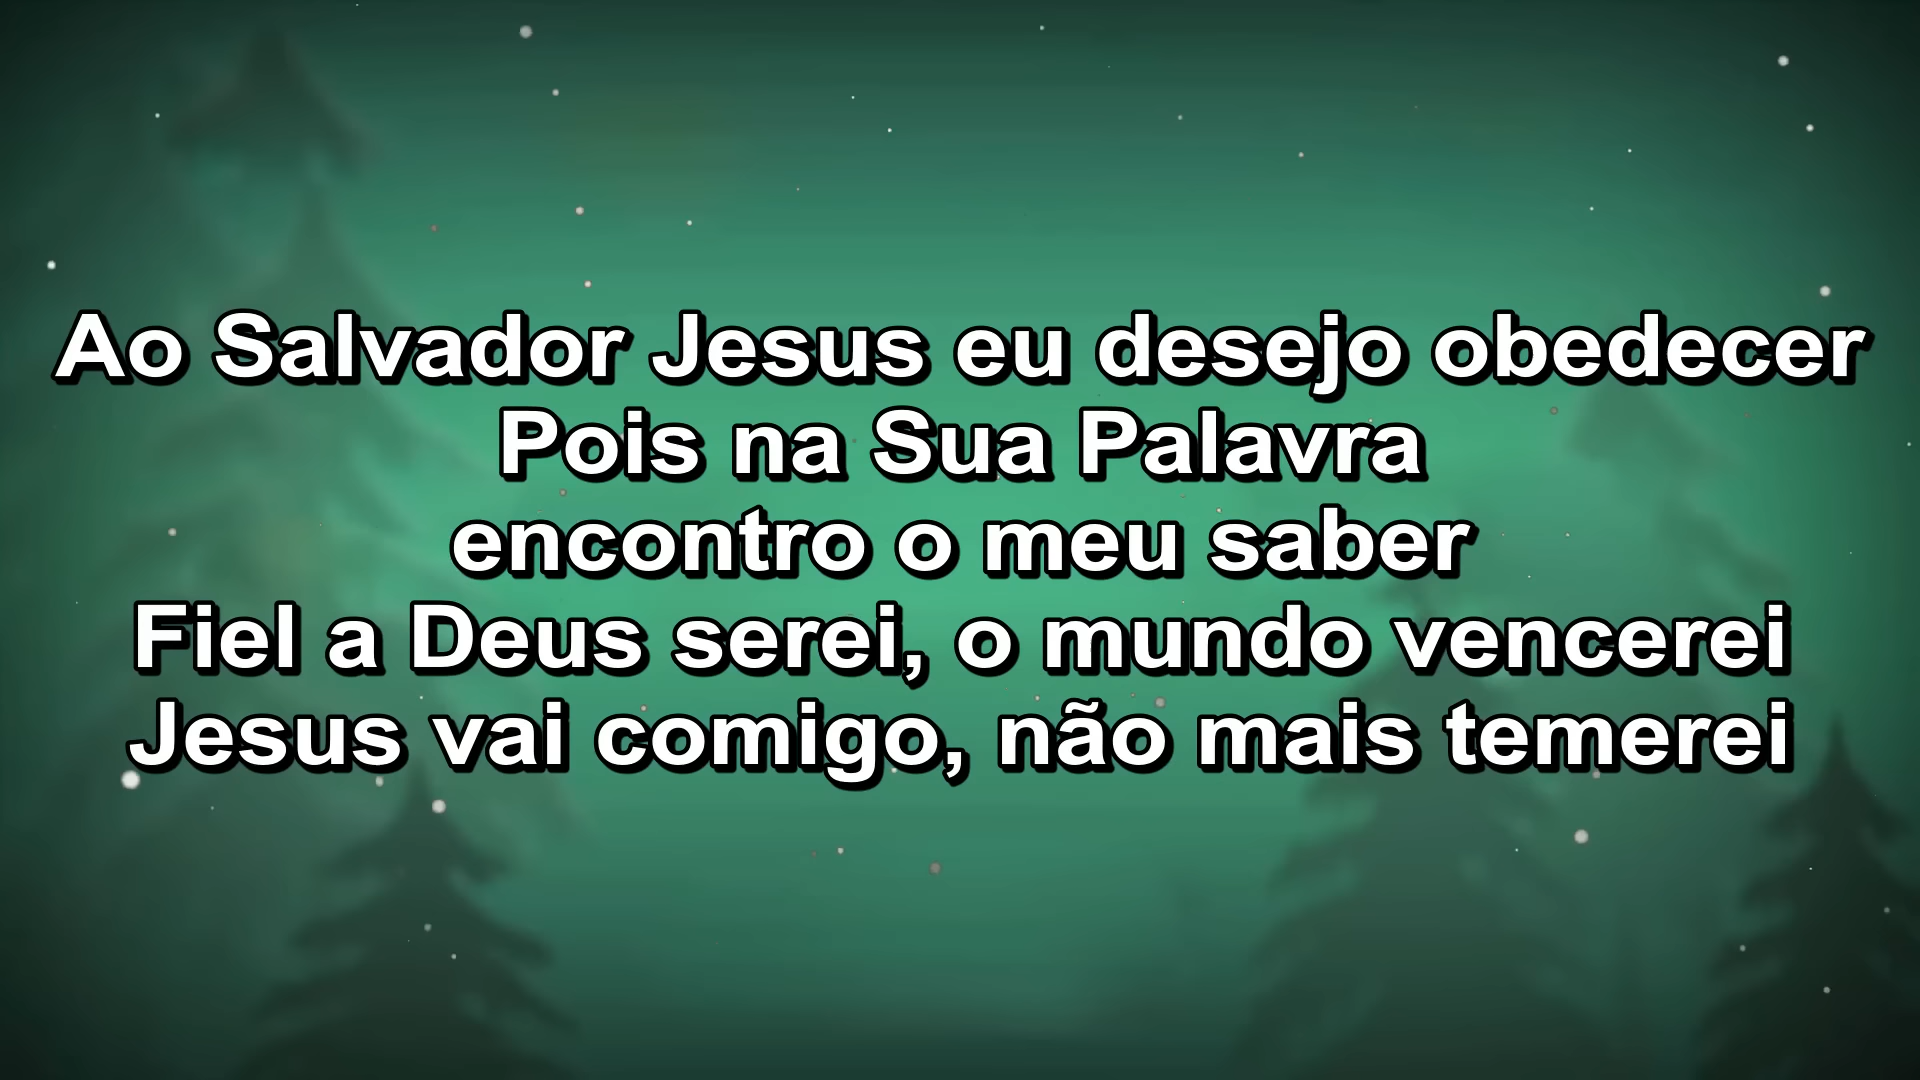 Ao Salvador Jesus eu desejo obedecer
Pois na Sua Palavra
encontro o meu saber
Fiel a Deus serei, o mundo vencerei
Jesus vai comigo, não mais temerei